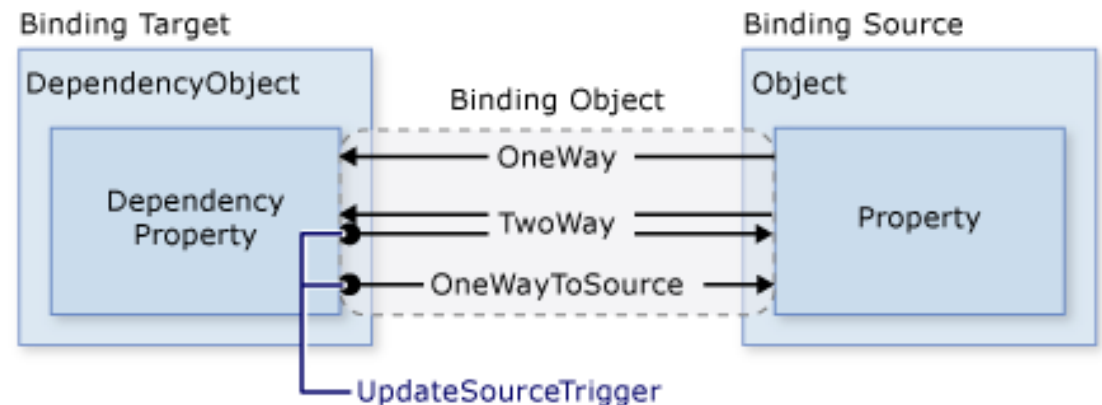 Binding Target
Binding Source
DependencyObject
Object
Binding Object
OneWay
Dependency
Property
TwoWay
Property
OneWayToSource
UpdateSourceTrigger